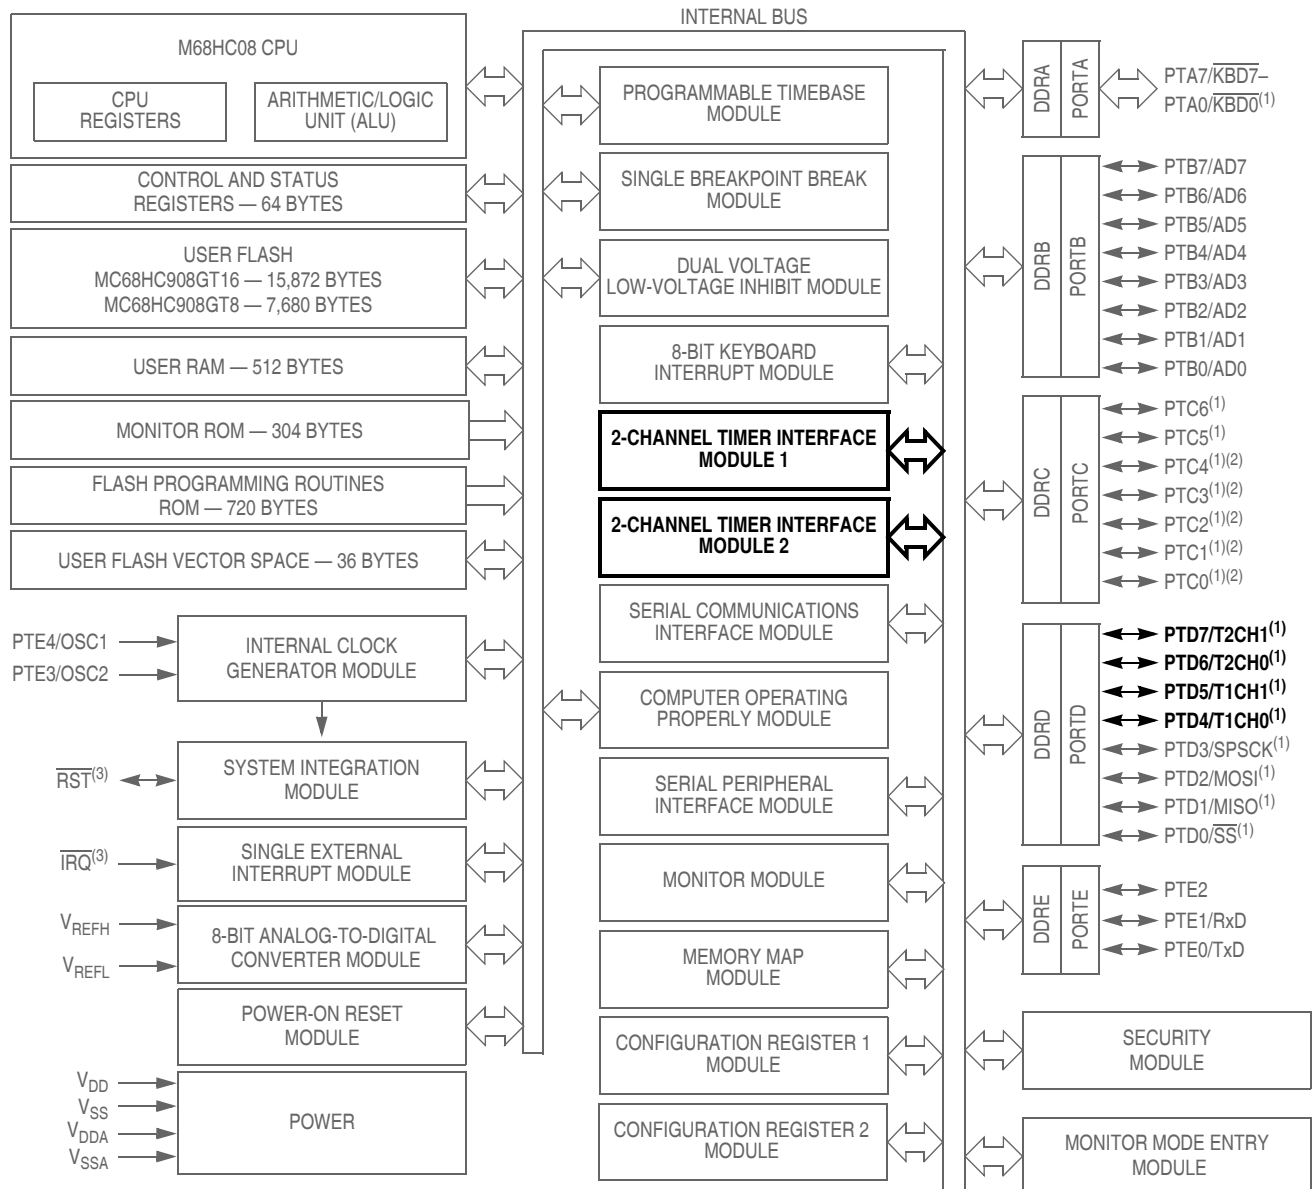 INTERNAL BUS
M68HC08 CPU
CPU
REGISTERS
ARITHMETIC/LOGIC
UNIT (ALU)
CONTROL AND STATUS
REGISTERS — 64 BYTES
USER FLASH
MC68HC908GT16 — 15,872 BYTES
MC68HC908GT8 — 7,680 BYTES
USER RAM — 512 BYTES
MONITOR ROM — 304 BYTES
FLASH PROGRAMMING ROUTINES
ROM — 720 BYTES
USER FLASH VECTOR SPACE — 36 BYTES
PTE4/OSC1
PTE3/OSC2
INTERNAL CLOCK
GENERATOR MODULE
RST(3)
SYSTEM INTEGRATION
MODULE
IRQ(3)
SINGLE EXTERNAL
INTERRUPT MODULE
VREFH
VREFL
8-BIT ANALOG-TO-DIGITAL
CONVERTER MODULE
POWER-ON RESET
MODULE
VDD
VSS
VDDA
VSSA
POWER
PROGRAMMABLE TIMEBASE
MODULE
SINGLE BREAKPOINT BREAK
MODULE
DUAL VOLTAGE
LOW-VOLTAGE INHIBIT MODULE
8-BIT KEYBOARD
INTERRUPT MODULE
2-CHANNEL TIMER INTERFACE
MODULE 1
2-CHANNEL TIMER INTERFACE
MODULE 2
SERIAL COMMUNICATIONS
INTERFACE MODULE
COMPUTER OPERATING
PROPERLY MODULE
SERIAL PERIPHERAL
INTERFACE MODULE
MONITOR MODULE
MEMORY MAP
MODULE
CONFIGURATION REGISTER 1
MODULE
CONFIGURATION REGISTER 2
MODULE
DDRA
PORTA
PTA7/KBD7–
PTA0/KBD0(1)
DDRB
PORTB
PTB7/AD7
PTB6/AD6
PTB5/AD5
PTB4/AD4
PTB3/AD3
PTB2/AD2
PTB1/AD1
PTB0/AD0
DDRC
PORTC
PTC6(1)
PTC5(1)
PTC4(1)(2)
PTC3(1)(2)
PTC2(1)(2)
PTC1(1)(2)
PTC0(1)(2)
DDRD
PORTD
PTD7/T2CH1(1)
PTD6/T2CH0(1)
PTD5/T1CH1(1)
PTD4/T1CH0(1)
PTD3/SPSCK(1)
PTD2/MOSI(1)
PTD1/MISO(1)
PTD0/SS(1)
DDRE
PORTE
PTE2
PTE1/RxD
PTE0/TxD
SECURITY
MODULE
MONITOR MODE ENTRY
MODULE